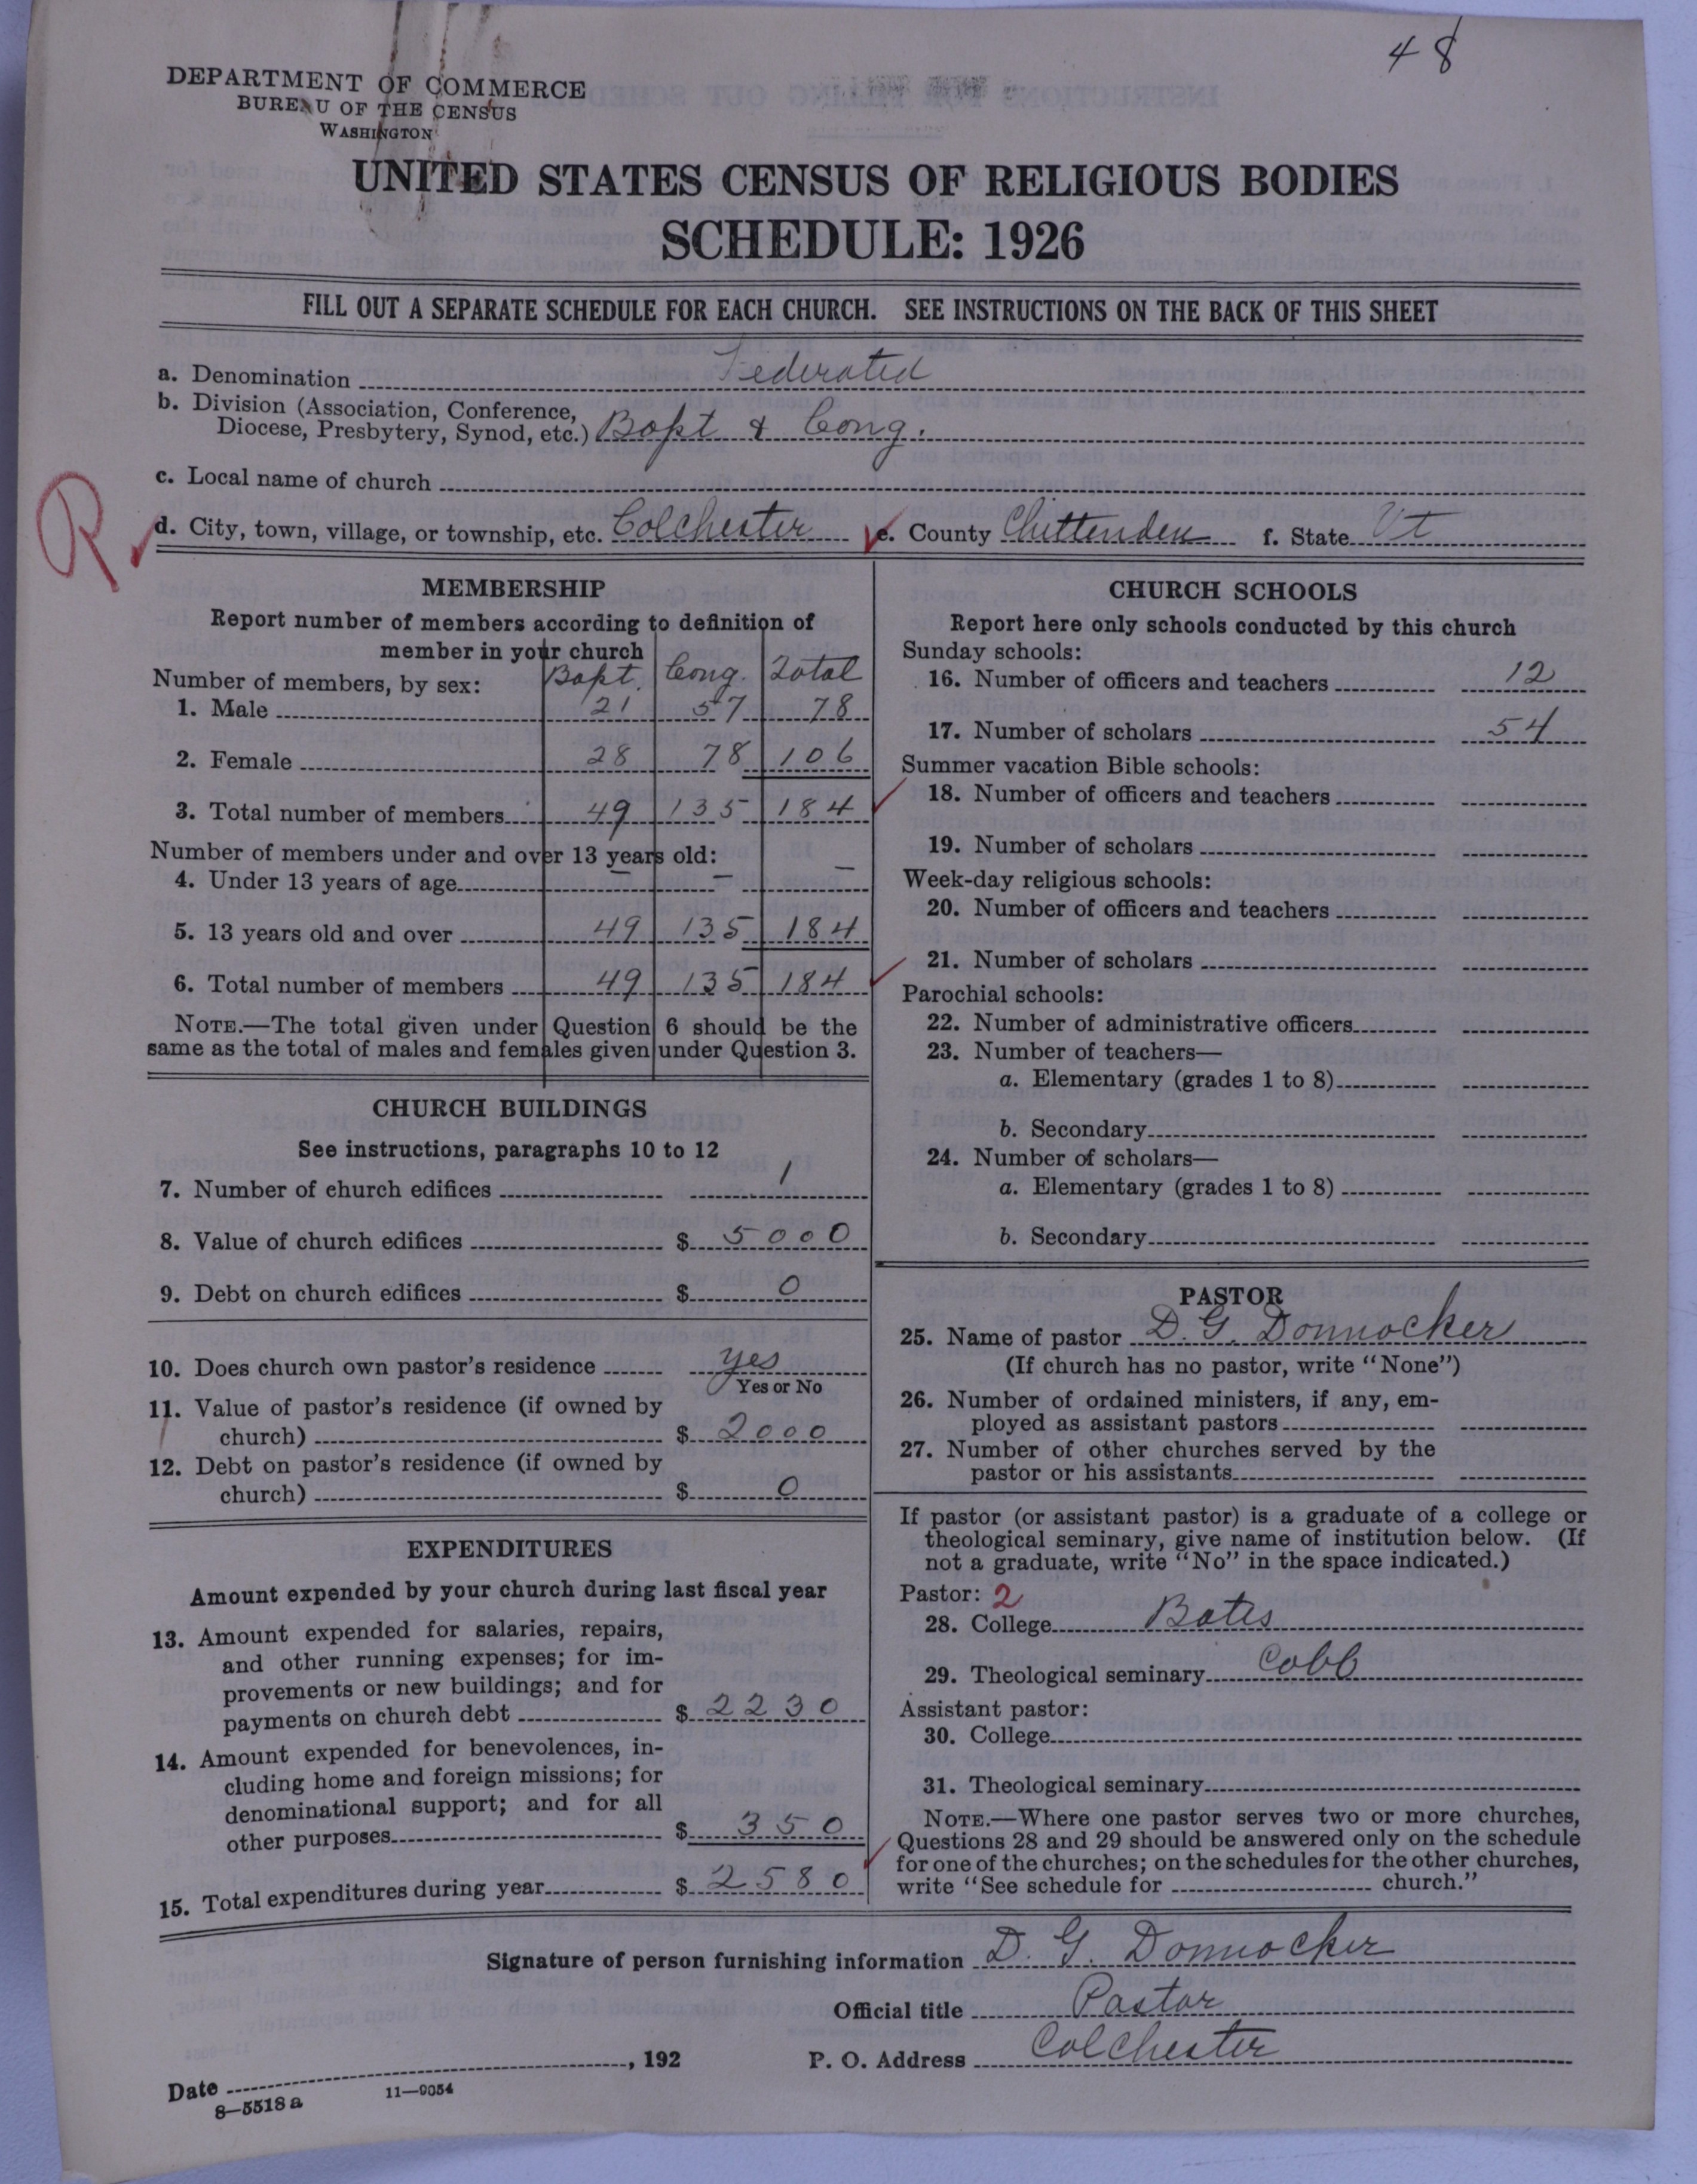 48
DEPARTMENT OF COMMERCE
BUREAU OF THE CENSUS
WASHINGTON
UNITED STATES CENSUS OF RELIGIOUS BODIES
SCHEDULE: 1926
FILL OUT A SEPARATE SCHEDULE FOR EACH CHURCH. SEE INSTRUCTIONS ON THE BACK OF THIS SHEET
a. Denomination Federated
b. Division (Association, Conference,
Diocese, Presbytery, Synod, etc.) Bapt & Cong.
c. Local name of church
R
d. City, town, village, or township, etc. Colchester e. County Chittenden f. State Vt
MEMBERSHIP
Report number of members according to definition of
member in your church
Number of members, by sex: Bapt. Cong. Total
1. Male 21 57 78
2. Female 28 78 106
3. Total number of members 49 135 184
Number of members under and over 13 years old:
4. Under 13 years of age — — —
5. 13 years old and over 49 135 184
6. Total number of members 49 135 184
NOTE.—The total given under Question 6 should be the
same as the total of males and females given under Question 3.
CHURCH BUILDINGS
See instructions, paragraphs 10 to 12
7. Number of church edifices 1
8. Value of church edifices $ 5000
9. Debt on church edifices $ 0
10. Does church own pastor's residence yes
Yes or No
11. Value of pastor's residence (if owned by
church) $ 2000
12. Debt on pastor's residence (if owned by
church) $ 0
EXPENDITURES
Amount expended by your church during last fiscal year
13. Amount expended for salaries, repairs,
and other running expenses; for im-
provements or new buildings; and for
payments on church debt $ 2230
14. Amount expended for benevolences, in-
cluding home and foreign missions; for
denominational support; and for all
other purposes $ 350
15. Total expenditures during year $ 2580
CHURCH SCHOOLS
Report here only schools conducted by this church
Sunday schools:
16. Number of officers and teachers 12
17. Number of scholars 54
Summer vacation Bible schools:
18. Number of officers and teachers
19. Number of scholars
Week-day religious schools:
20. Number of officers and teachers
21. Number of scholars
Parochial schools:
22. Number of administrative officers
23. Number of teachers—
a. Elementary (grades 1 to 8)
b. Secondary
24. Number of scholars—
a. Elementary (grades 1 to 8)
b. Secondary
PASTOR
25. Name of pastor D. G. Donnocker
(If church has no pastor, write "None")
26. Number of ordained ministers, if any, em-
ployed as assistant pastors
27. Number of other churches served by the
pastor or his assistants
If pastor (or assistant pastor) is a graduate of a college or
theological seminary, give name of institution below. (If
not a graduate, write "No" in the space indicated.)
Pastor: 2
28. College Bates
29. Theological seminary Cobb
Assistant pastor:
30. College
31. Theological seminary
NOTE.—Where one pastor serves two or more churches,
Questions 28 and 29 should be answered only on the schedule
for one of the churches; on the schedules for the other churches,
write "See schedule for church."
Signature of person furnishing information D. G. Donnocker
Official title Pastor
Date , 192 P. O. Address Colchester
8—5518 a 11—9054